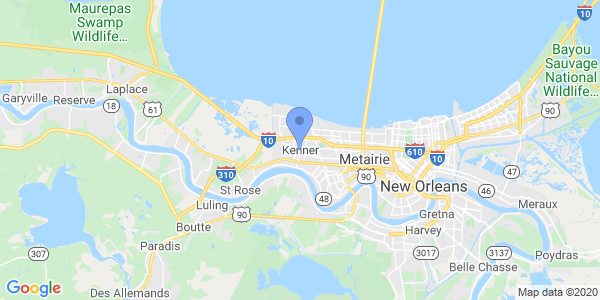 Maurepas
Swamp
Wildlife...
10
Bayou
Sauvage
National
Wildlife...
Laplace
Garyville
Reserve
18
61
90
10
Kenner
310
Metairie
610
10
90
New Orleans
47
46
St Rose
48
Luling
90
Gretna
Meraux
Boutte
Harvey
Paradis
307
3017
3137
Poydras
Belle Chasse
Des Allemands
Google
Map data ©2020